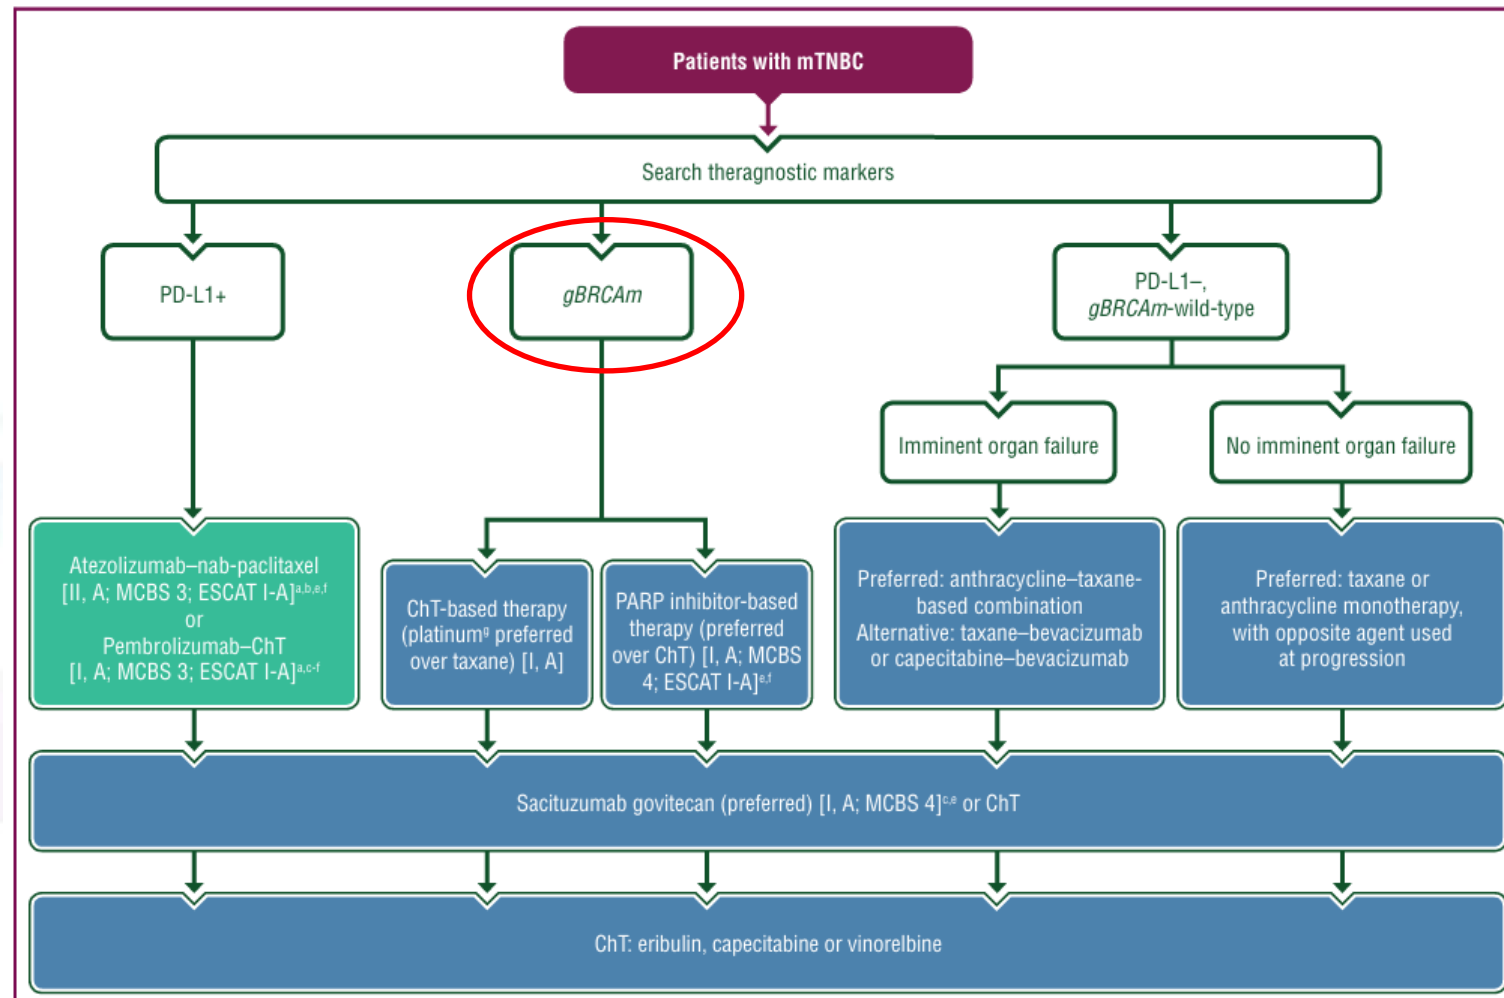 Patients with mTNBC
Search theragnostic markers
PD-L1+
gBRCAm
PD-L1–,
gBRCAm-wild-type
Imminent organ failure
No imminent organ failure
Atezolizumab–nab-paclitaxel
[II, A; MCBS 3; ESCAT I-A]a,b,e,f
or
Pembrolizumab–ChT
[I, A; MCBS 3; ESCAT I-A]a,c-f
ChT-based therapy
(platinumg preferred
over taxane) [I, A]
PARP inhibitor-based
therapy (preferred
over ChT) [I, A; MCBS
4; ESCAT I-A]e,f
Preferred: anthracycline–taxane-
based combination
Alternative: taxane–bevacizumab
or capecitabine–bevacizumab
Preferred: taxane or
anthracycline monotherapy,
with opposite agent used
at progression
Sacituzumab govitecan (preferred) [I, A; MCBS 4]c,e or ChT
ChT: eribulin, capecitabine or vinorelbine